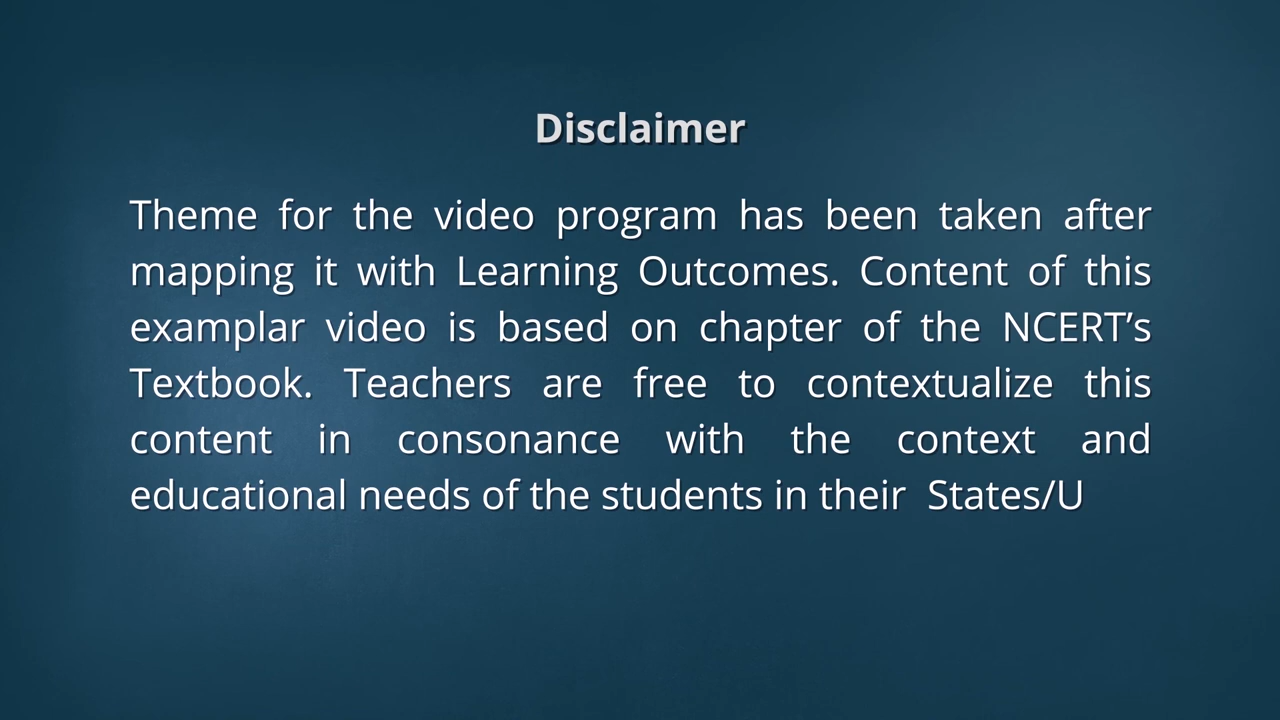 Disclaimer
Theme for the video program has been taken after
mapping it with Learning Outcomes. Content of this
examplar video is based on chapter of the NCERT’s
Textbook. Teachers are free to contextualize this
content in consonance with the context and
educational needs of the students in their States/U